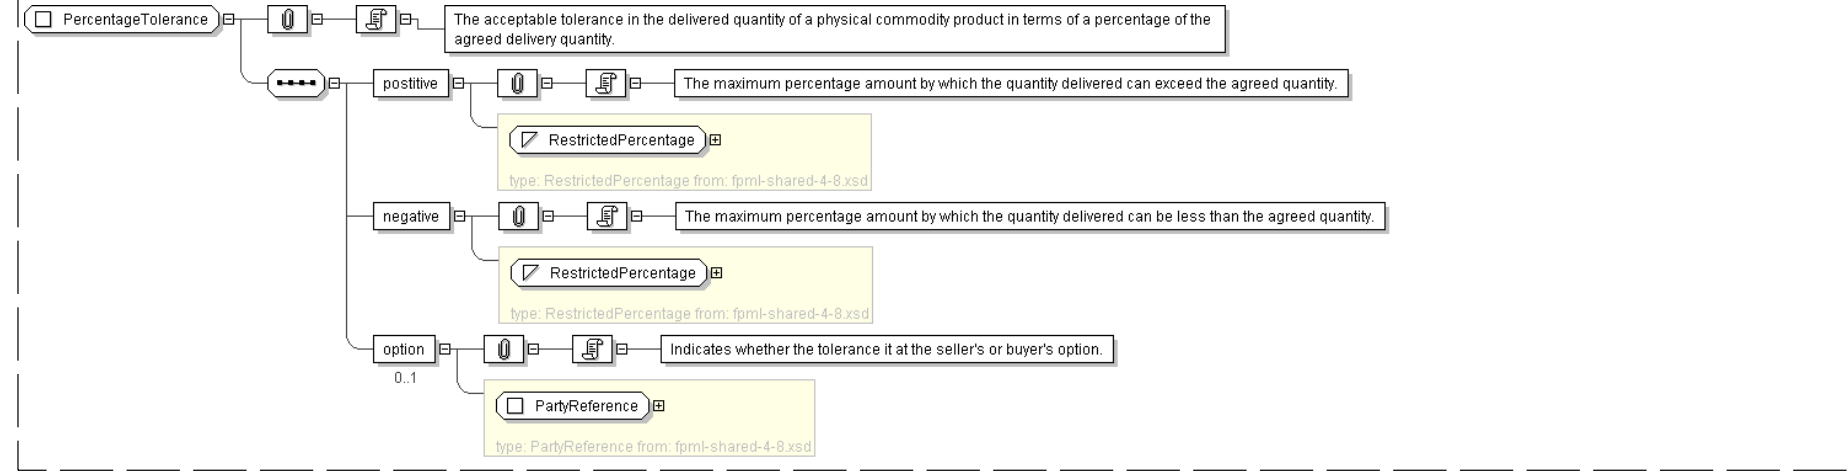 PercentageTolerance
The acceptable tolerance in the delivered quantity of a physical commodity product in terms of a percentage of the
agreed delivery quantity.
postitive
The maximum percentage amount by which the quantity delivered can exceed the agreed quantity.
RestrictedPercentage
type: RestrictedPercentage from: fpml-shared-4-8.xsd
negative
The maximum percentage amount by which the quantity delivered can be less than the agreed quantity.
RestrictedPercentage
type: RestrictedPercentage from: fpml-shared-4-8.xsd
option
Indicates whether the tolerance it at the seller's or buyer's option.
0..1
PartyReference
type: PartyReference from: fpml-shared-4-8.xsd